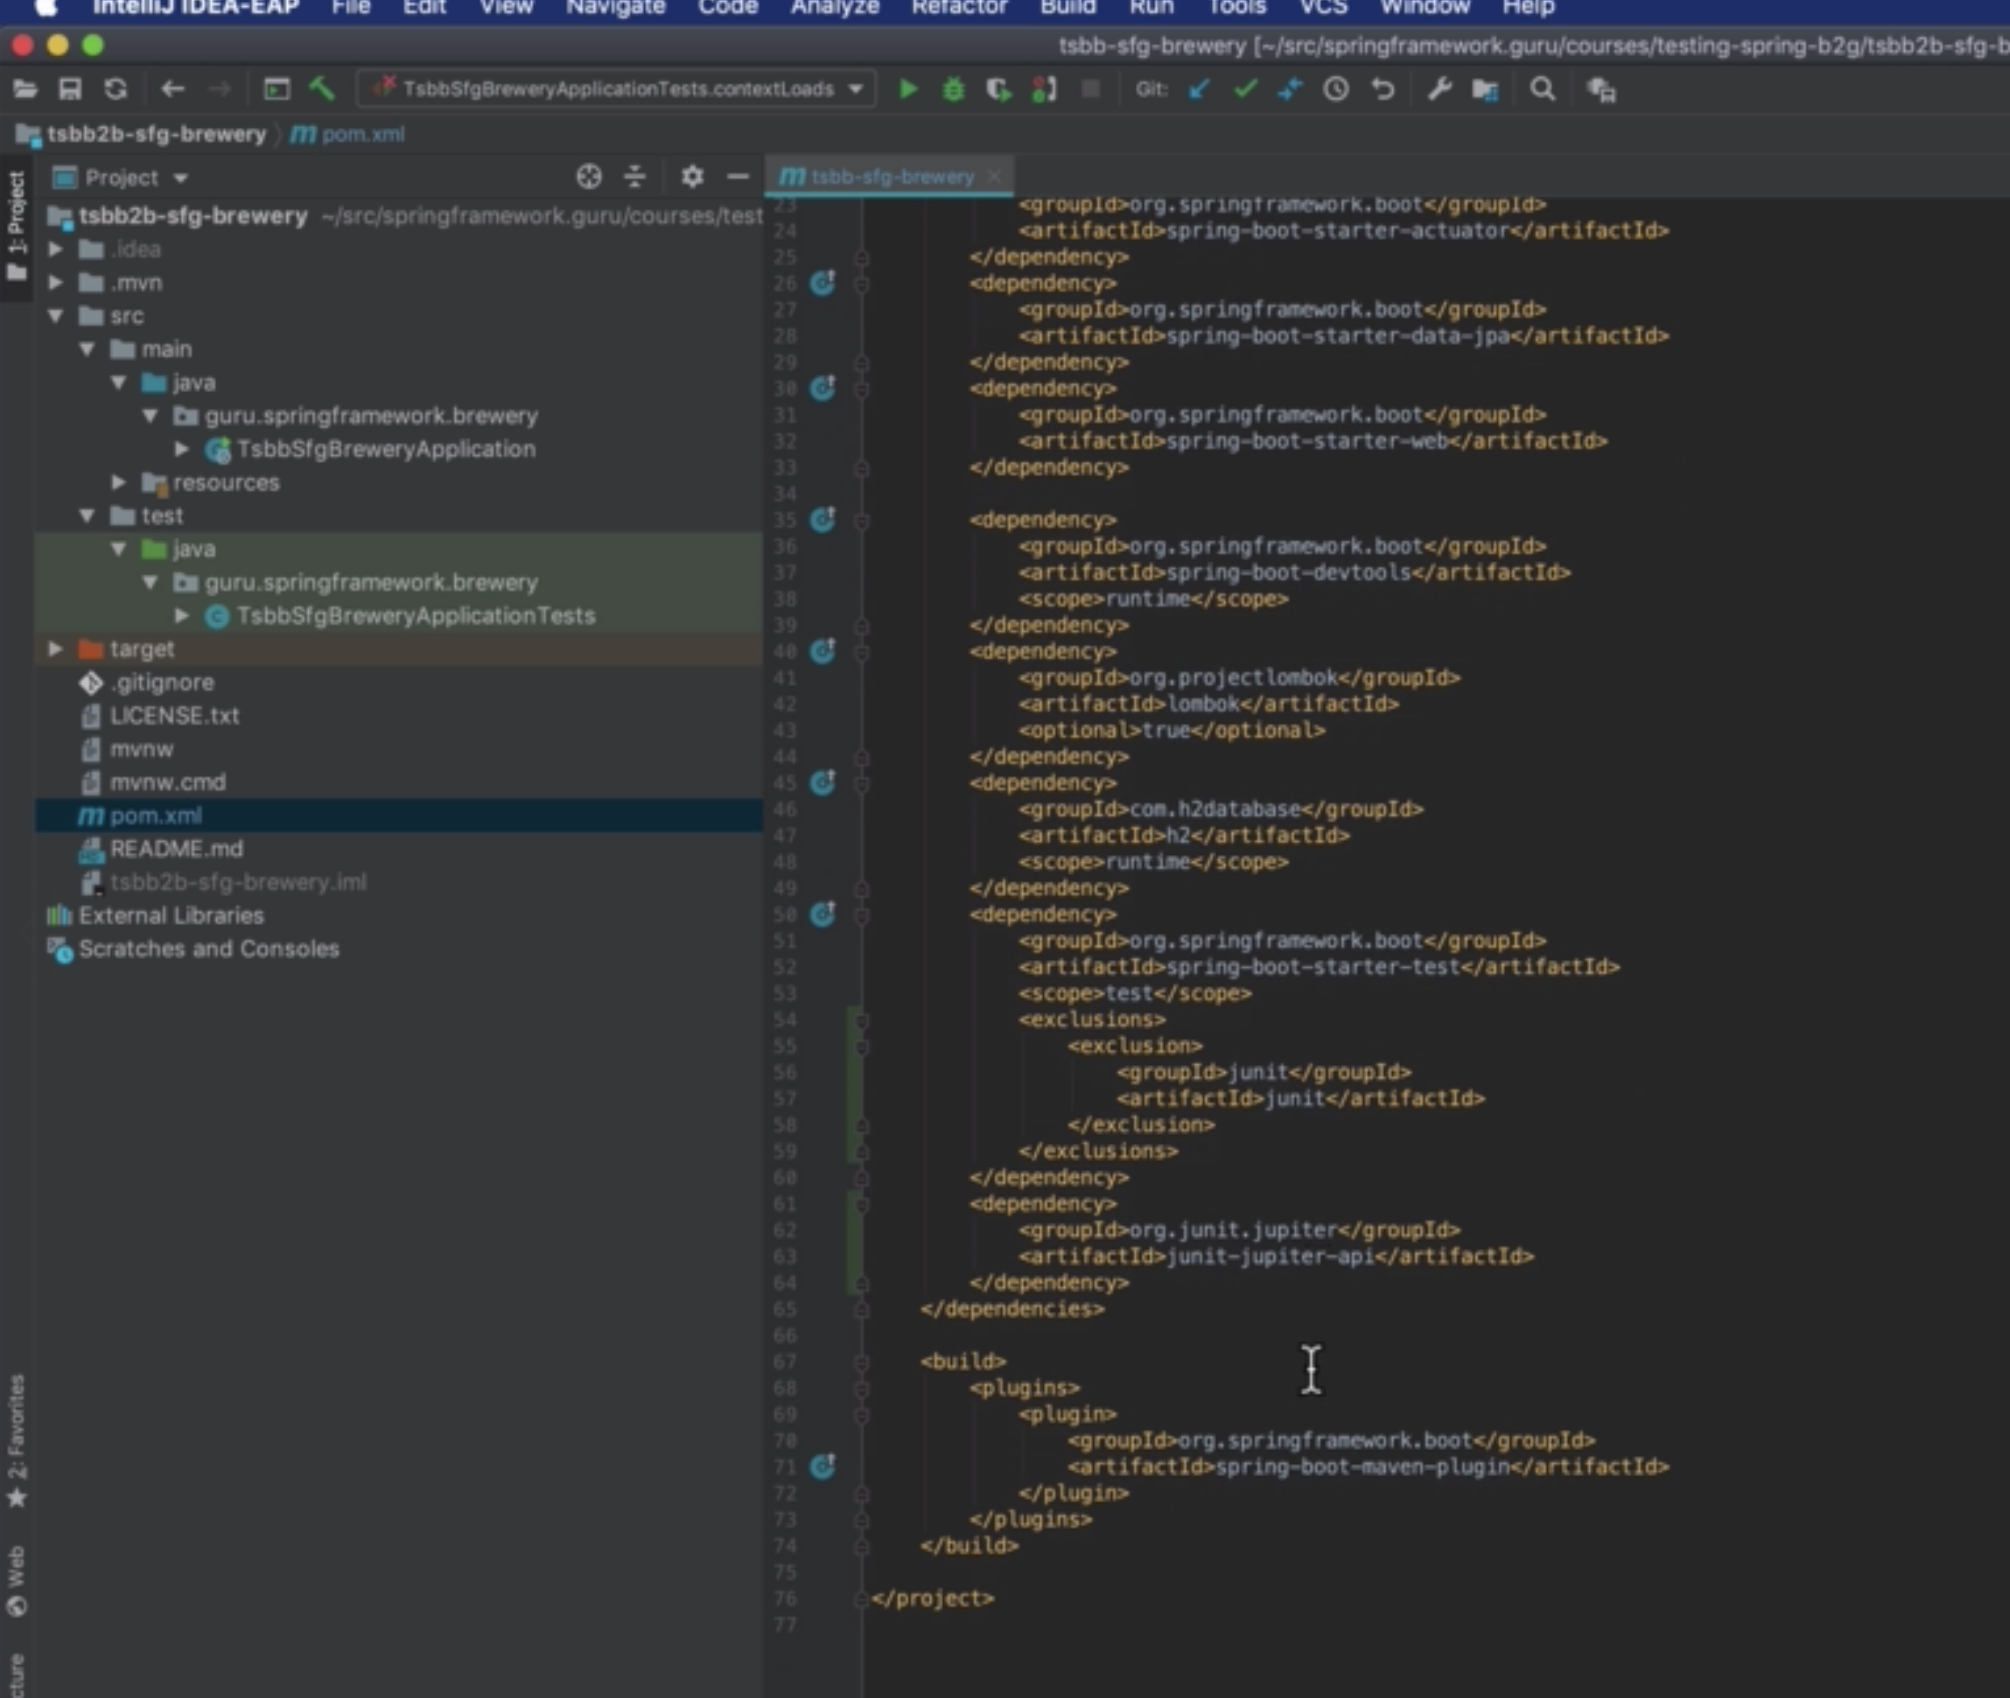 IntelliJ IDEA-EAP File Edit View Navigate Code Analyze Refactor Build Run Tools VCS Window Help
tsbb-sfg-brewery [~/src/springframework.guru/courses/testing-spring-b2g/tsbb2b-sfg-b
TsbbSfgBreweryApplicationTests.contextLoads Git:
tsbb2b-sfg-brewery pom.xml
1: Project
Project
tsbb2b-sfg-brewery ~/src/springframework.guru/courses/test
.idea
.mvn
src
main
java
guru.springframework.brewery
TsbbSfgBreweryApplication
resources
test
java
guru.springframework.brewery
TsbbSfgBreweryApplicationTests
target
.gitignore
LICENSE.txt
mvnw
mvnw.cmd
pom.xml
README.md
tsbb2b-sfg-brewery.iml
External Libraries
Scratches and Consoles
2: Favorites
Web
cture
tsbb-sfg-brewery
23 <groupId>org.springframework.boot</groupId>
24 <artifactId>spring-boot-starter-actuator</artifactId>
25 </dependency>
26 <dependency>
27 <groupId>org.springframework.boot</groupId>
28 <artifactId>spring-boot-starter-data-jpa</artifactId>
29 </dependency>
30 <dependency>
31 <groupId>org.springframework.boot</groupId>
32 <artifactId>spring-boot-starter-web</artifactId>
33 </dependency>
34
35 <dependency>
36 <groupId>org.springframework.boot</groupId>
37 <artifactId>spring-boot-devtools</artifactId>
38 <scope>runtime</scope>
39 </dependency>
40 <dependency>
41 <groupId>org.projectlombok</groupId>
42 <artifactId>lombok</artifactId>
43 <optional>true</optional>
44 </dependency>
45 <dependency>
46 <groupId>com.h2database</groupId>
47 <artifactId>h2</artifactId>
48 <scope>runtime</scope>
49 </dependency>
50 <dependency>
51 <groupId>org.springframework.boot</groupId>
52 <artifactId>spring-boot-starter-test</artifactId>
53 <scope>test</scope>
54 <exclusions>
55 <exclusion>
56 <groupId>junit</groupId>
57 <artifactId>junit</artifactId>
58 </exclusion>
59 </exclusions>
60 </dependency>
61 <dependency>
62 <groupId>org.junit.jupiter</groupId>
63 <artifactId>junit-jupiter-api</artifactId>
64 </dependency>
65 </dependencies>
66
67 <build>
68 <plugins>
69 <plugin>
70 <groupId>org.springframework.boot</groupId>
71 <artifactId>spring-boot-maven-plugin</artifactId>
72 </plugin>
73 </plugins>
74 </build>
75
76 </project>
77